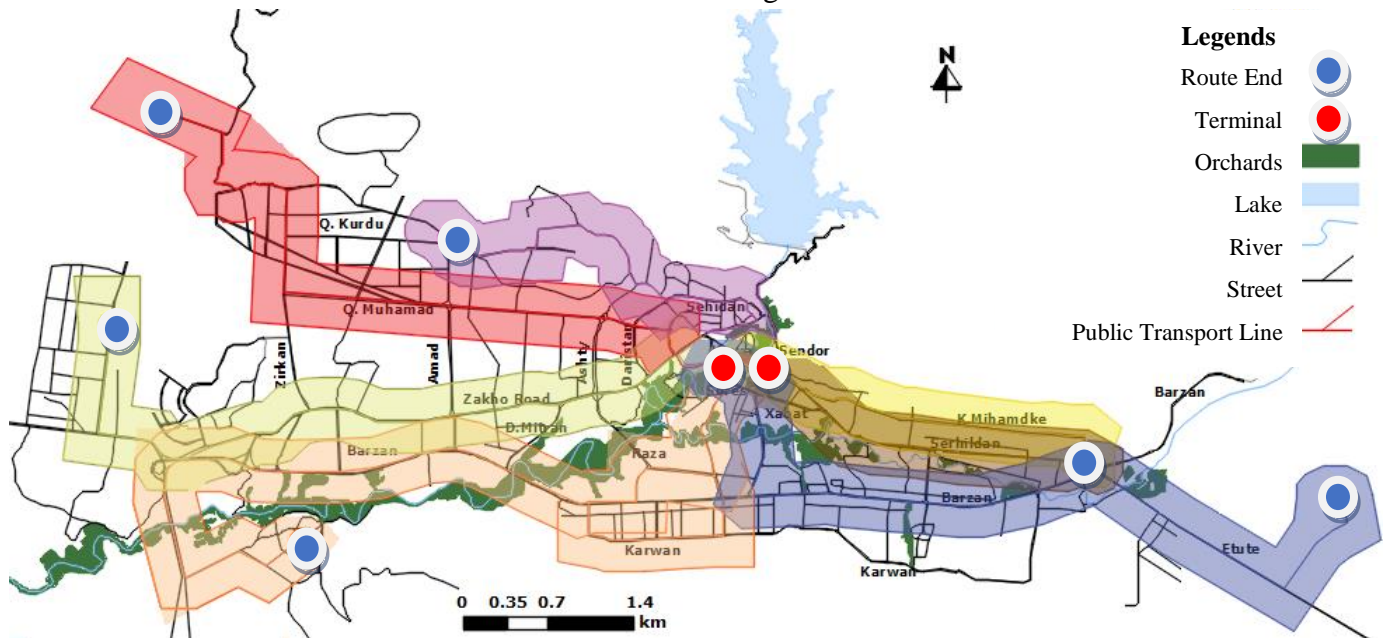 N
Legends
Route End
Terminal
Orchards
Lake
River
Street
Public Transport Line
Q. Kurdu
Sehidan
Q. Muhamad
Sendor
Zirkan
Amad
Ashty
Daristan
Barzan
Zakho Road
Xabat
K.Mihamdke
D.Mitran
Serhildan
Barzan
Raza
Barzan
Karwan
Etute
Karwan
0 0.35 0.7 1.4
km